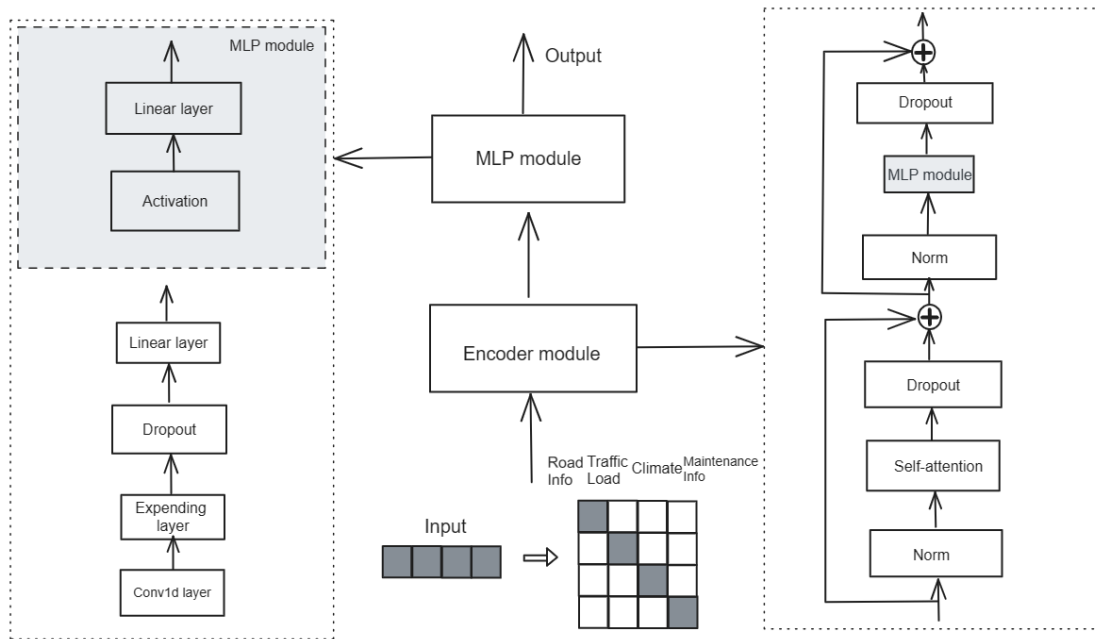 MLP module
Linear layer
Activation
Linear layer
Dropout
Expending
layer
Conv1d layer
Output
MLP module
Encoder module
Road
Info
Traffic
Load
Climate
Maintenance
Info
Input
Dropout
MLP module
Norm
Dropout
Self-attention
Norm